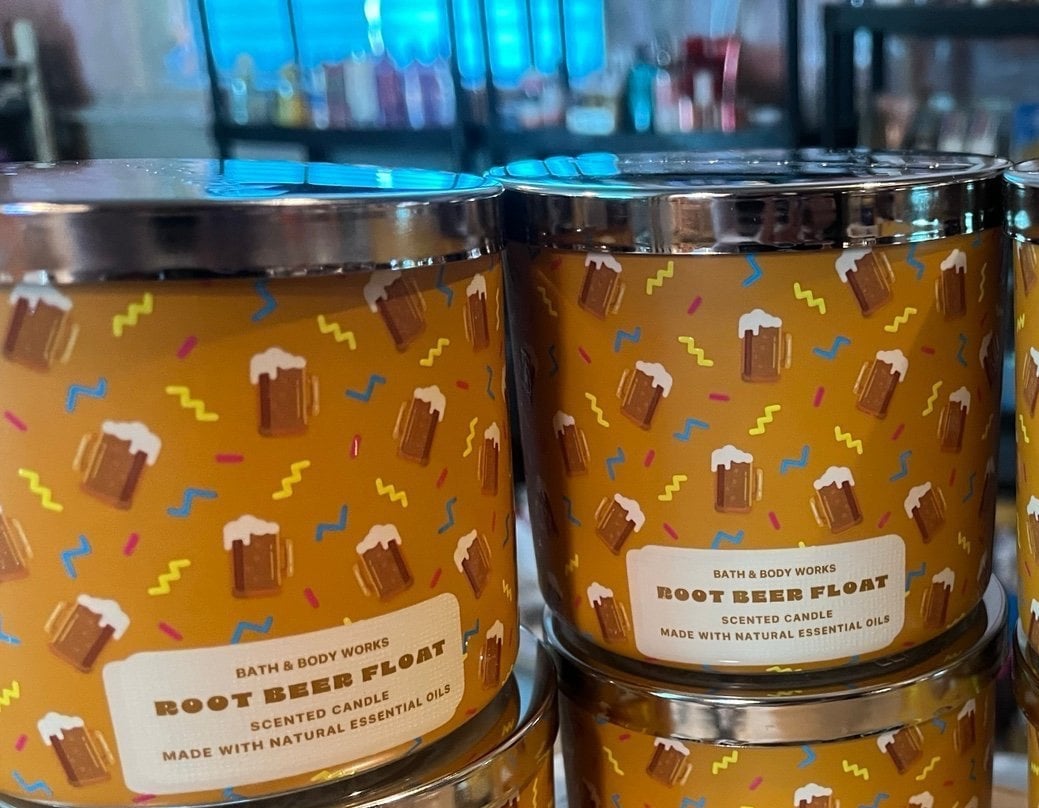 BATH & BODY WORKS
ROOT BEER FLOAT
SCENTED CANDLE
MADE WITH NATURAL ESSENTIAL OILS
BATH & BODY WORKS
ROOT BEER FLOAT
SCENTED CANDLE
MADE WITH NATURAL ESSENTIAL OILS